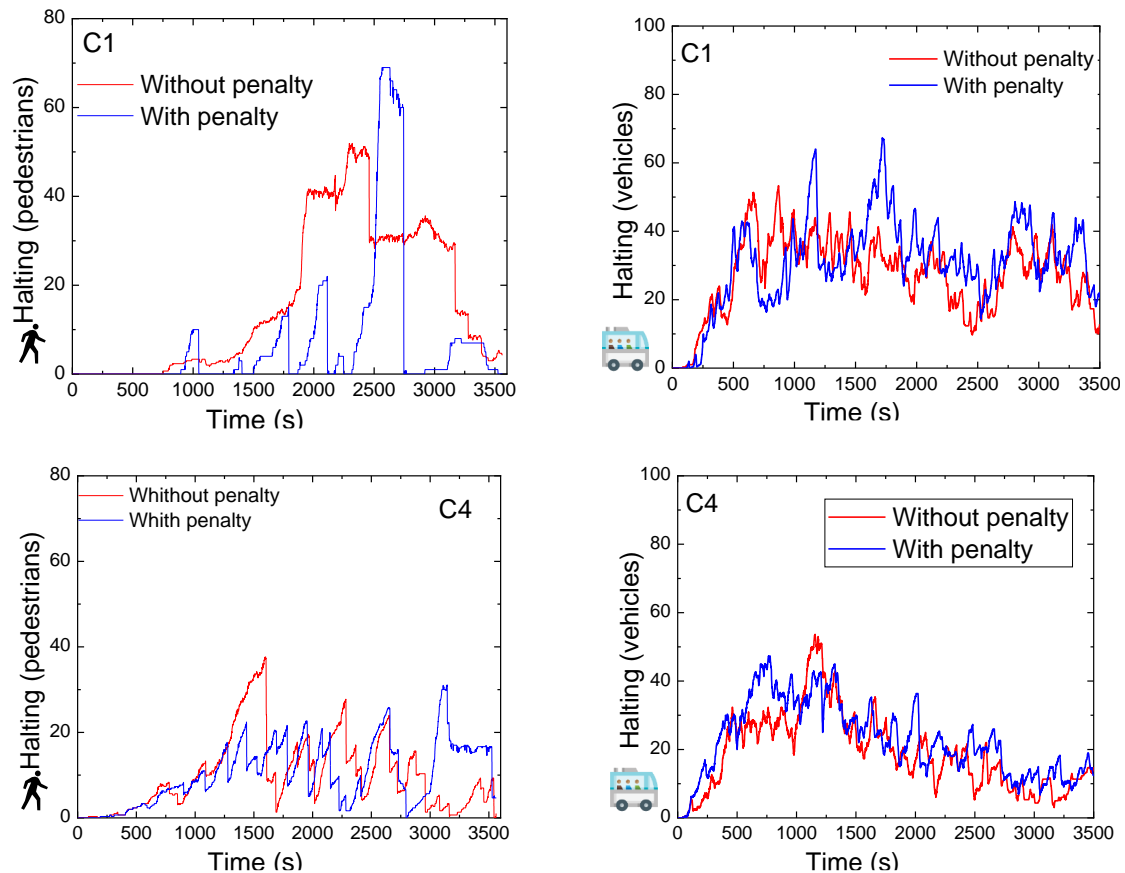 80
60
40
20
0
Halting (pedestrians)
C1
Without penalty
With penalty
0 500 1000 1500 2000 2500 3000 3500
Time (s)
100
80
60
40
20
0
Halting (vehicles)
C1
Without penalty
With penalty
0 500 1000 1500 2000 2500 3000 3500
Time (s)
80
60
40
20
0
Halting (pedestrians)
Whithout penalty
Whith penalty
C4
0 500 1000 1500 2000 2500 3000 3500
Time (s)
100
80
60
40
20
0
Halting (vehicles)
C4
Without penalty
With penalty
0 500 1000 1500 2000 2500 3000 3500
Time (s)